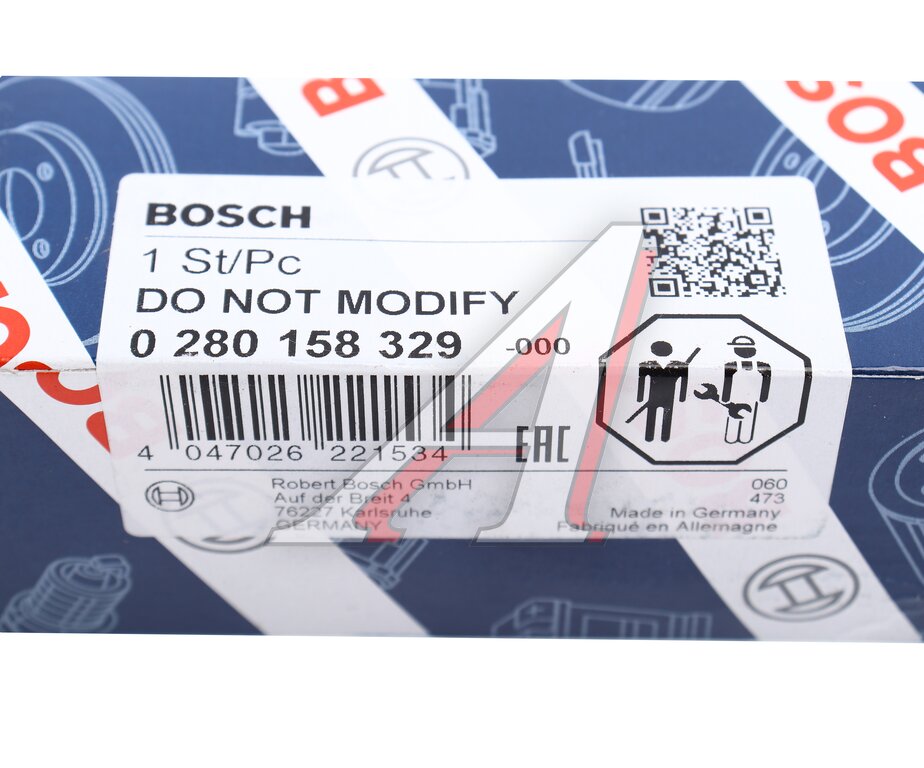 BOSCH
1 St/Pc
DO NOT MODIFY
0 280 158 329 -000
4 047026 221534
EAC
Robert Bosch GmbH
Auf der Breit 4
76227 Karlsruhe
GERMANY
060
473
Made in Germany
Fabriqué en Allemagne